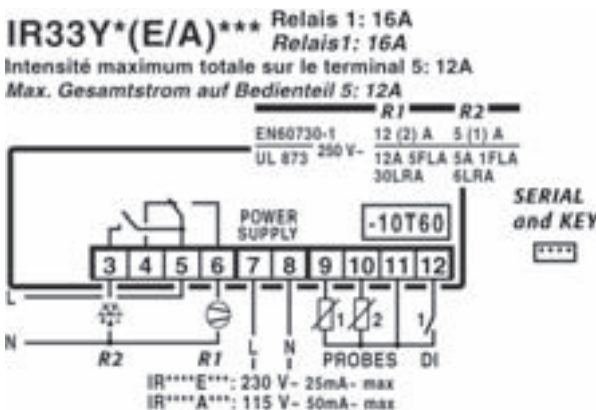 IR33Y*(E/A)*** Relais 1: 16A
Relais1: 16A
Intensité maximum totale sur le terminal 5: 12A
Max. Gesamtstrom auf Bedienteil 5: 12A
R1 R2
EN60730-1 250 V~ 12 (2) A 5 (1) A
UL 873 12A 5FLA 5A 1FLA
30LRA 6LRA
SERIAL
and KEY
POWER
SUPPLY
-10T60
3 4 5 6 7 8 9 10 11 12
L
1 2 1
N R2 R1 L N PROBES DI
IR****E***: 230 V~ 25mA~ max
IR****A***: 115 V~ 50mA~ max